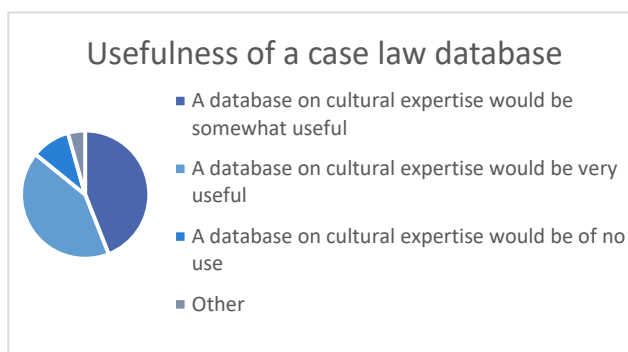 Usefulness of a case law database
A database on cultural expertise would be
somewhat useful
A database on cultural expertise would be very
useful
A database on cultural expertise would be of no
use
Other